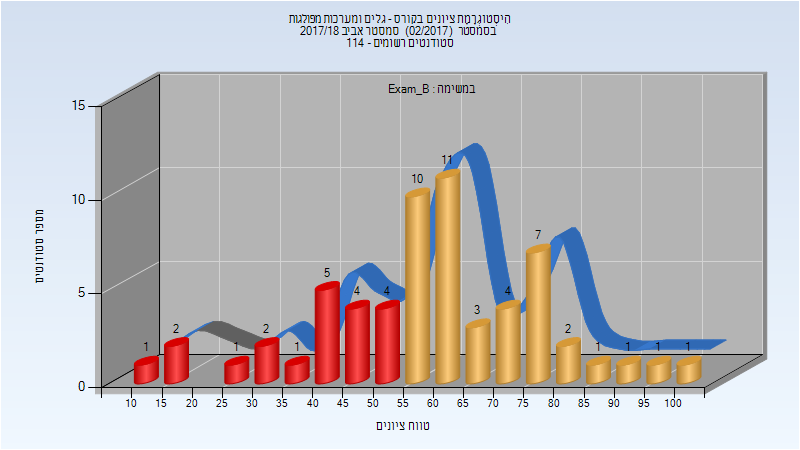 היסטוגרמת ציונים בקורס - גלים ומערכות מפולגות
בסמסטר (02/2017) סמסטר אביב 2017/18
סטודנטים רשומים - 114
במשימה : Exam_B
מספר סטודנטים
15
10
5
0
1 2 1 2 1 5 4 4 10 11 3 4 7 2 1 1 1 1
10 15 20 25 30 35 40 45 50 55 60 65 70 75 80 85 90 95 100
טווח ציונים